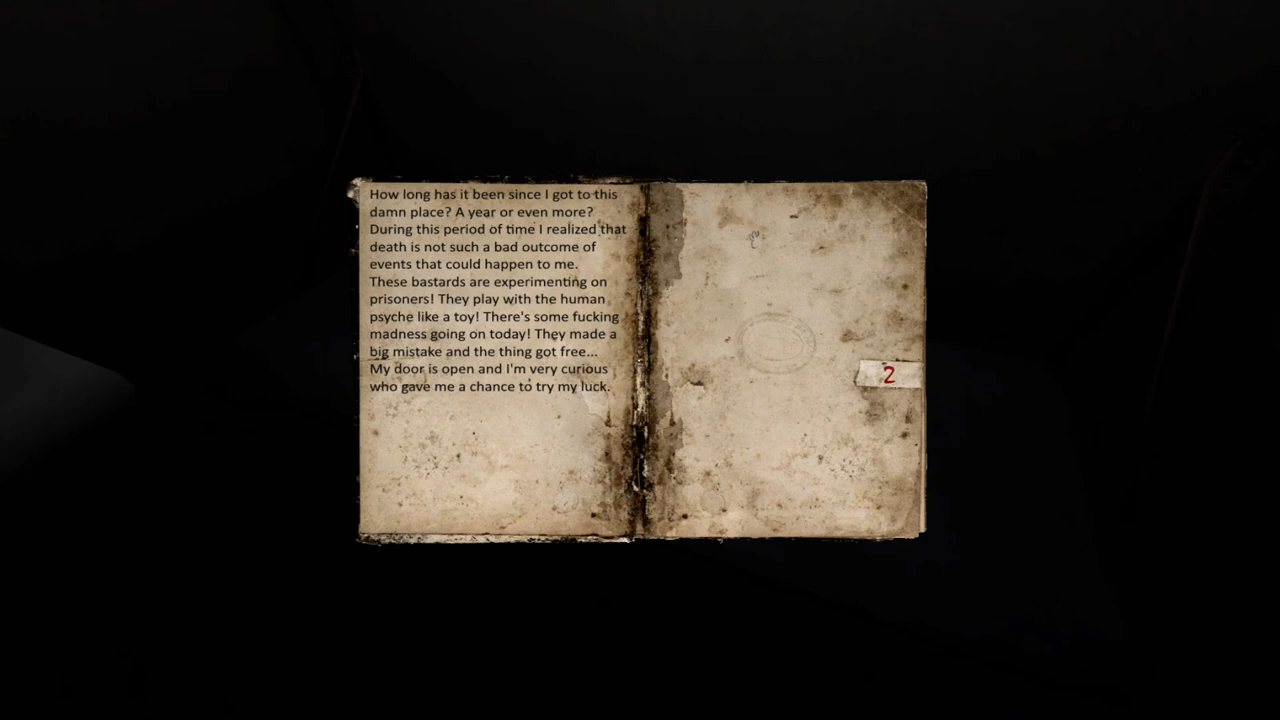 How long has it been since I got to this
damn place? A year or even more?
During this period of time I realized that
death is not such a bad outcome of
events that could happen to me.
These bastards are experimenting on
prisoners! They play with the human
psyche like a toy! There's some fucking
madness going on today! They made a
big mistake and the thing got free...
My door is open and I'm very curious
who gave me a chance to try my luck.
2